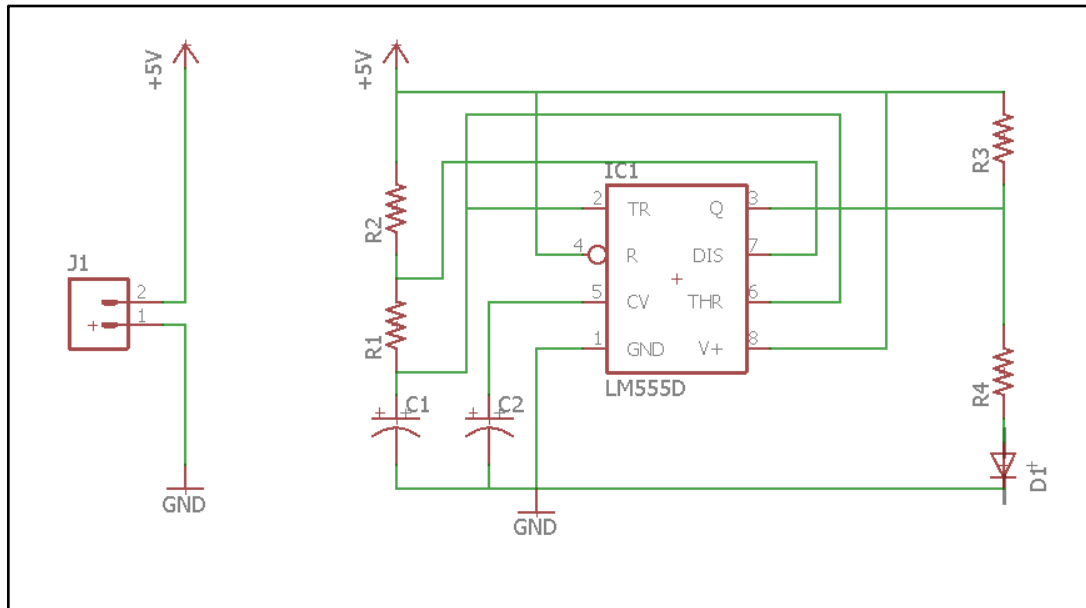 +5V
+5V
IC1
R3
2 TR Q 3
R2
4 R DIS 7
J1
2
5 CV THR 6
1
R1
1 GND V+ 8
LM555D
R4
C1
C2
D1
GND
GND